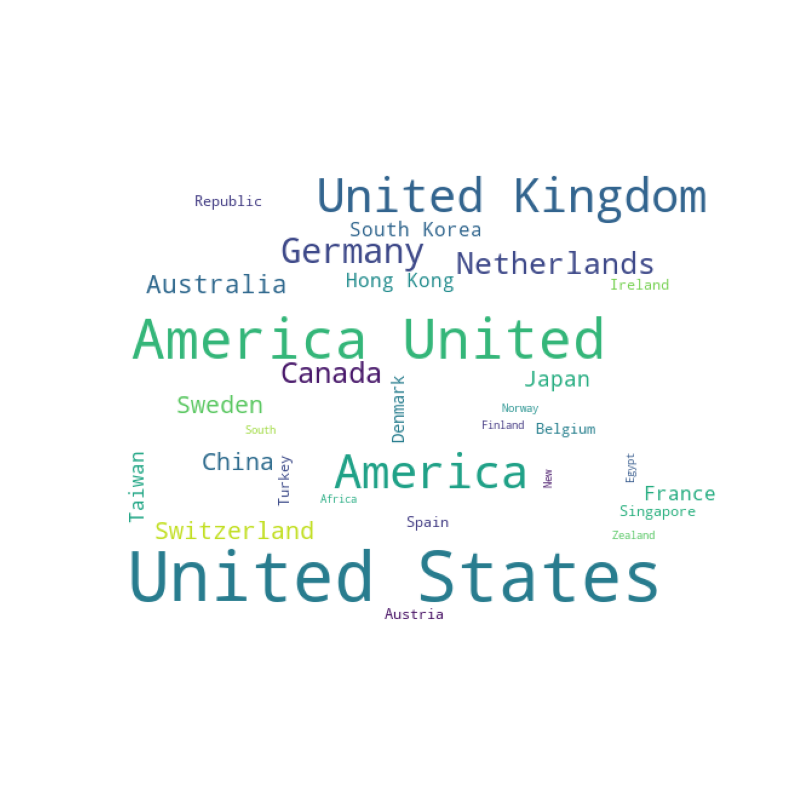 United Kingdom
Republic
South Korea
Germany
Netherlands
Australia
Hong Kong
Ireland
America United
Canada
Japan
Denmark
Sweden
Norway
South
Finland
Belgium
China
Taiwan
Turkey
America
New
Egypt
France
Africa
Singapore
Spain
Switzerland
Zealand
United States
Austria